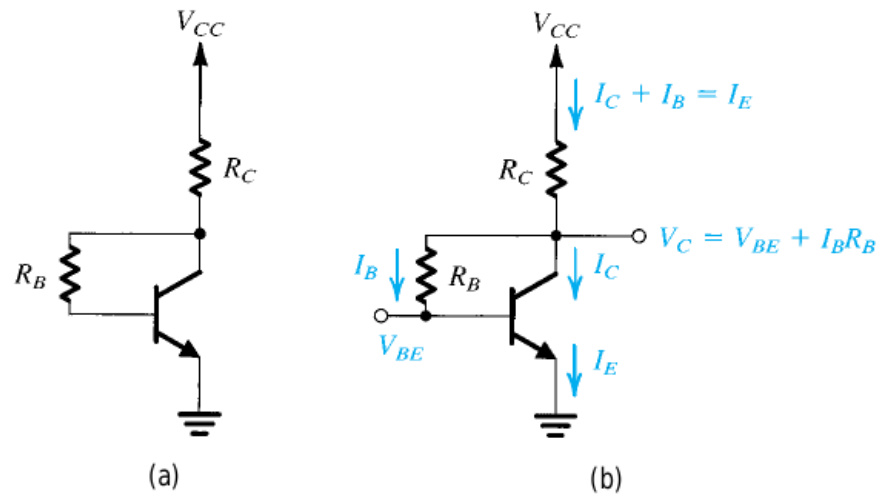 V_CC
R_C
R_B
(a)
V_CC
I_C + I_B = I_E
R_C
V_C = V_BE + I_B R_B
I_B
R_B
I_C
V_BE
I_E
(b)